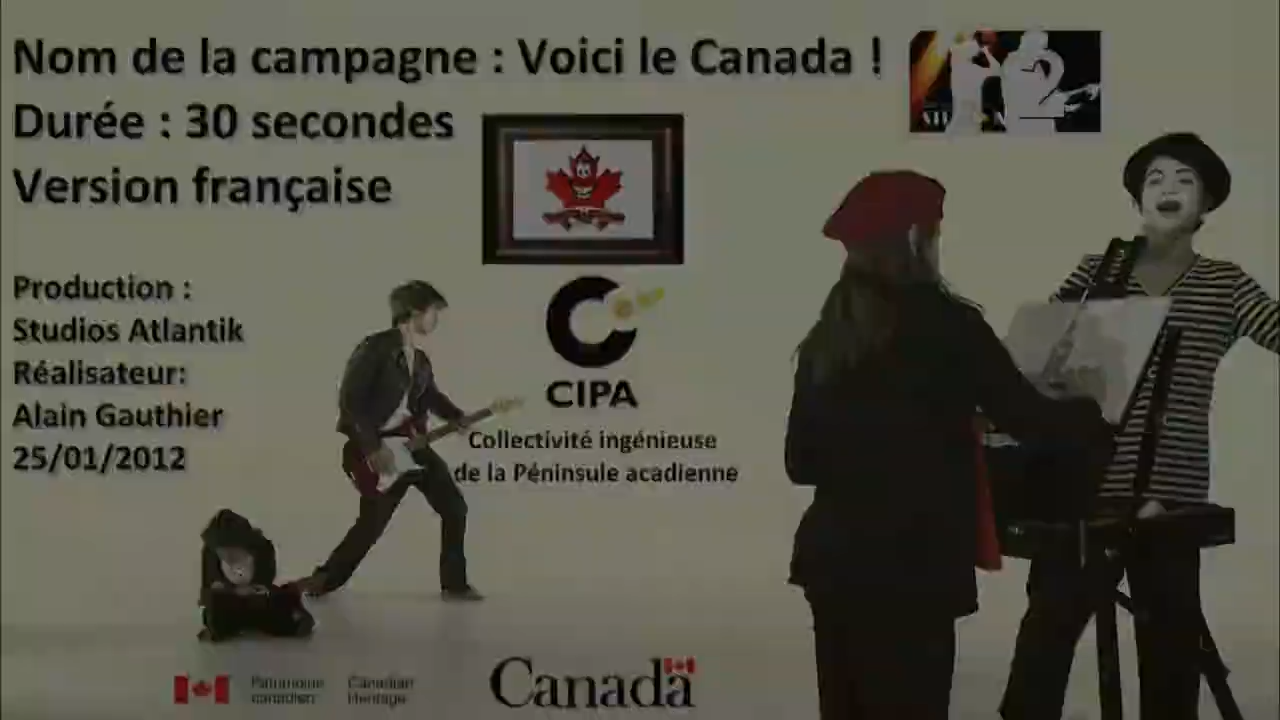 Nom de la campagne : Voici le Canada !
Durée : 30 secondes
Version française
Production :
Studios Atlantik
Réalisateur:
Alain Gauthier
25/01/2012
CIPA
Collectivité ingénieuse
de la Péninsule acadienne
Patrimoine
canadien
Canadian
Heritage
Canada